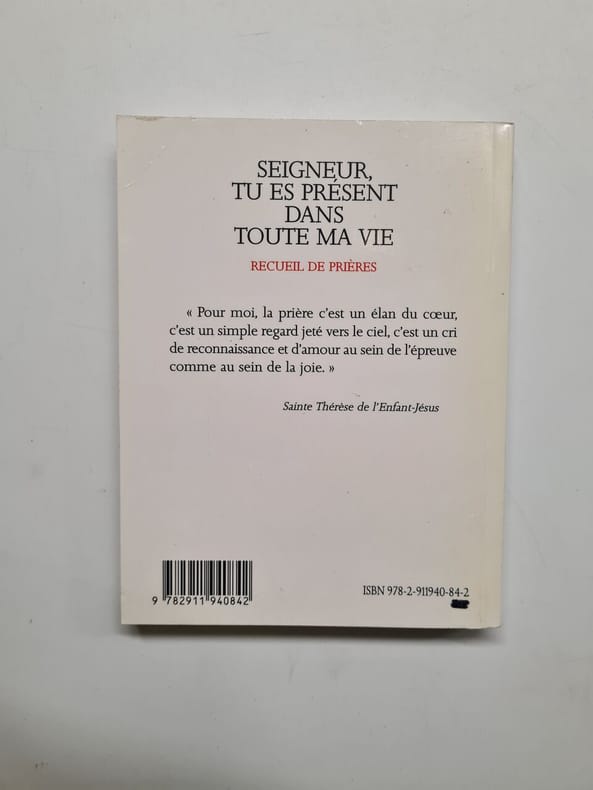 SEIGNEUR,
TU ES PRÉSENT
DANS
TOUTE MA VIE
RECUEIL DE PRIÈRES
« Pour moi, la prière c'est un élan du cœur,
c'est un simple regard jeté vers le ciel, c'est un cri
de reconnaissance et d'amour au sein de l'épreuve
comme au sein de la joie. »
Sainte Thérèse de l'Enfant-Jésus
9 782911 940842
ISBN 978-2-911940-84-2